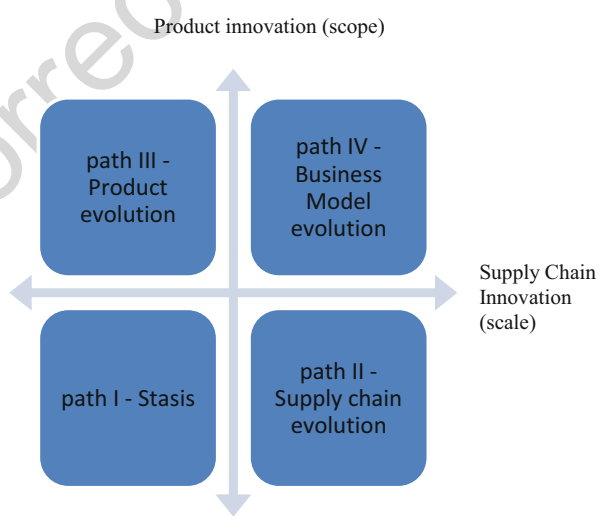 Product innovation (scope)
path III -
Product
evolution
path IV -
Business
Model
evolution
Supply Chain
Innovation
(scale)
path I - Stasis
path II -
Supply chain
evolution